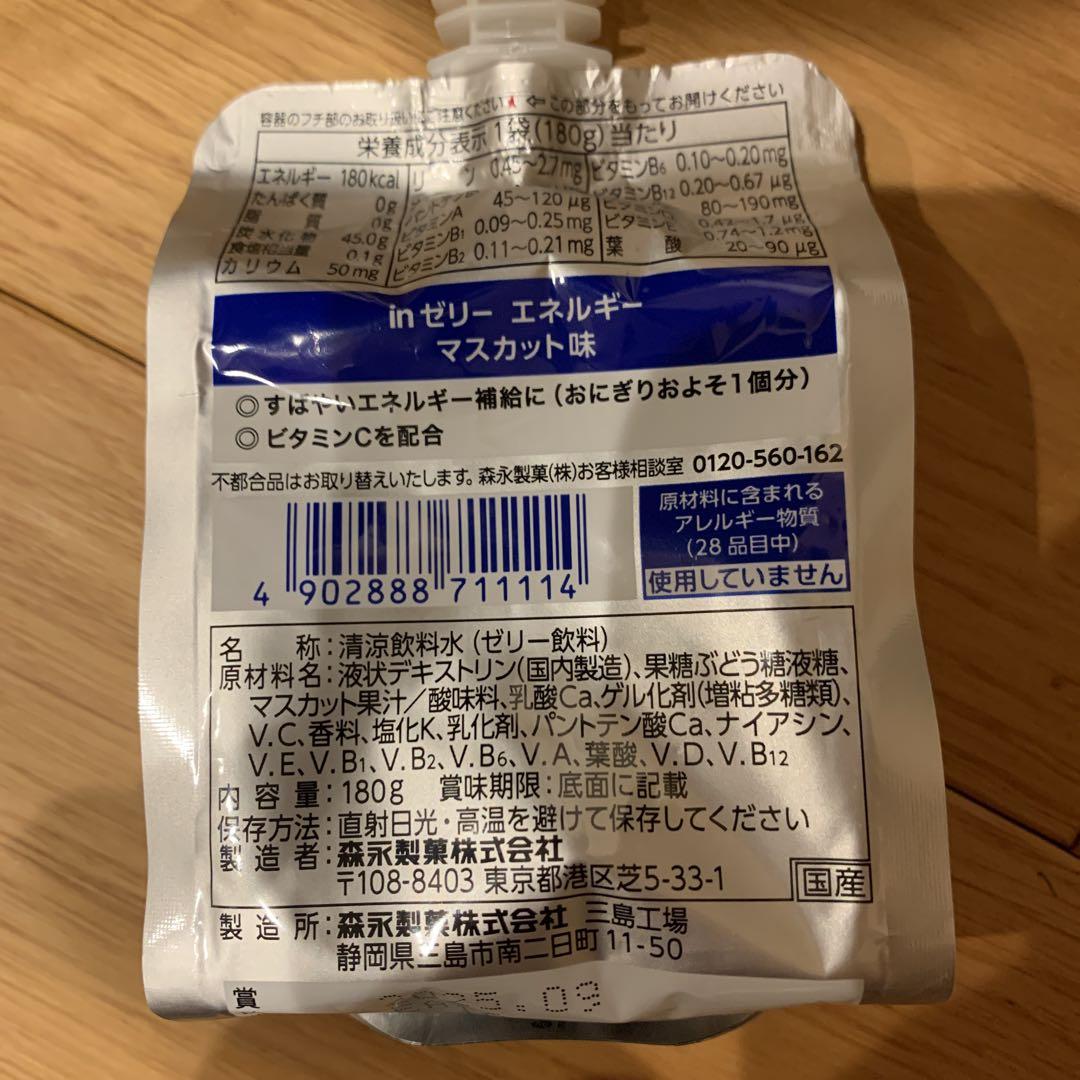 容器のフチ部のお取り扱いにご注意ください ← この部分をもってお開けください
栄養成分表示 1袋(180g)当たり
エネルギー 180kcal
たんぱく質 0g
脂質 0g
炭水化物 45.0g
食塩相当量 0.1g
カリウム 50mg
0.45～2.7mg
45～120μg
ビタミンA
ビタミンB1 0.09～0.25mg
ビタミンB2 0.11～0.21mg
ビタミンB6 0.10～0.20mg
ビタミンB12 0.20～0.67μg
80～190mg
0.42～1.7μg
ビタミンE 0.74～1.2mg
葉酸 20～90μg
inゼリー エネルギー
マスカット味
◎すばやいエネルギー補給に(おにぎりおよそ1個分)
◎ビタミンCを配合
不都合品はお取り替えいたします。森永製菓(株)お客様相談室 0120-560-162
原材料に含まれる
アレルギー物質
(28品目中)
使用していません
4 902888 711114
名称:清涼飲料水(ゼリー飲料)
原材料名:液状デキストリン(国内製造)、果糖ぶどう糖液糖、
マスカット果汁/酸味料、乳酸Ca、ゲル化剤(増粘多糖類)、
V.C、香料、塩化K、乳化剤、パントテン酸Ca、ナイアシン、
V.E、V.B1、V.B2、V.B6、V.A、葉酸、V.D、V.B12
内容量:180g 賞味期限:底面に記載
保存方法:直射日光・高温を避けて保存してください
製造者:森永製菓株式会社
〒108-8403 東京都港区芝5-33-1
国産
製造所:森永製菓株式会社 三島工場
静岡県三島市南二日町11-50
賞